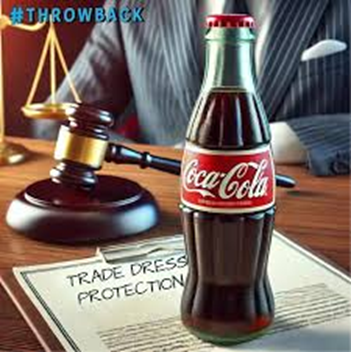 #THROWBACK
Coca-Cola
TRADE DRESS
PROTECTION